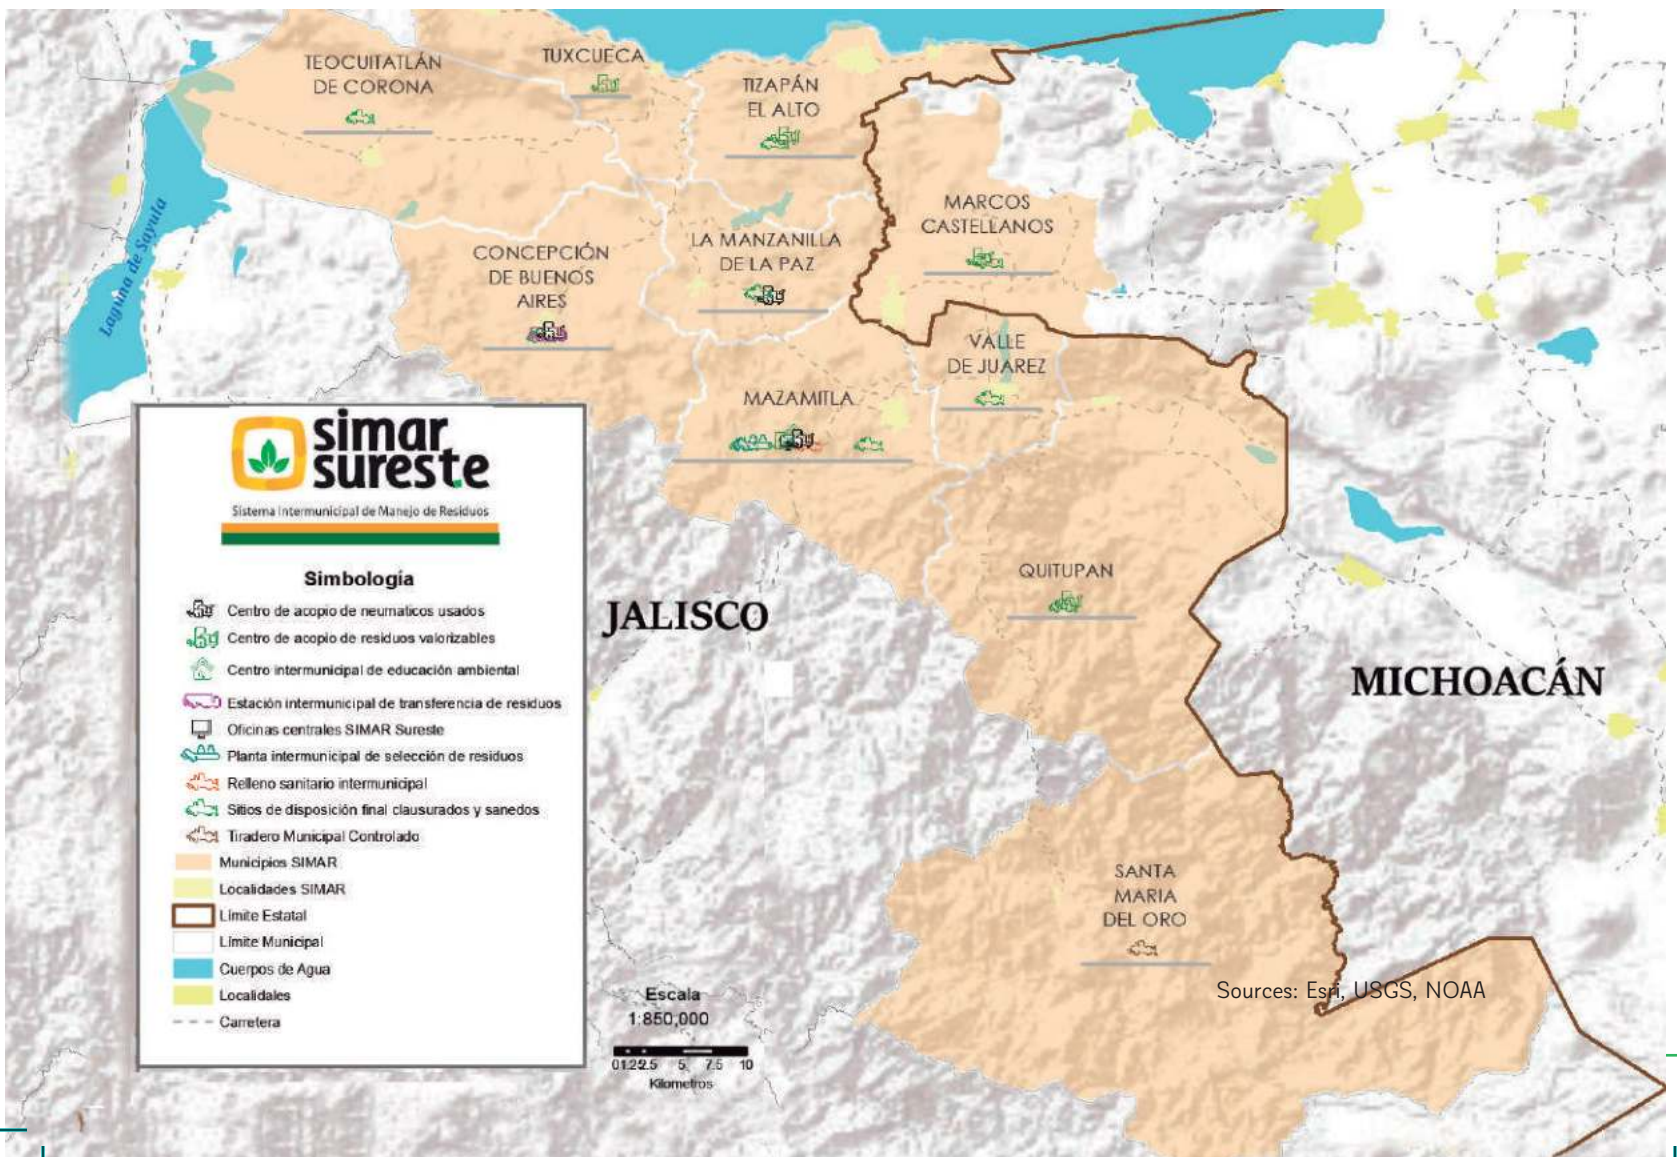 TEOCUITATLÁN
DE CORONA
TUXCUECA
TIZAPÁN
EL ALTO
MARCOS
CASTELLANOS
LA MANZANILLA
DE LA PAZ
CONCEPCIÓN
DE BUENOS
AIRES
Laguna de Sayula
VALLE
DE JUAREZ
MAZAMITLA
QUITUPAN
JALISCO
MICHOACÁN
SANTA
MARIA
DEL ORO
Sources: Esri, USGS, NOAA
simar
sureste
Sistema Intermunicipal de Manejo de Residuos
Simbología
Centro de acopio de neumaticos usados
Centro de acopio de residuos valorizables
Centro intermunicipal de educación ambiental
Estación intermunicipal de transferencia de residuos
Oficinas centrales SIMAR Sureste
Planta intermunicipal de selección de residuos
Relleno sanitario intermunicipal
Sitios de disposición final clausurados y sanedos
Tiradero Municipal Controlado
Municipios SIMAR
Localidades SIMAR
Límite Estatal
Límite Municipal
Cuerpos de Agua
Localidales
Carretera
Escala
1:850,000
0 1.25 2.5 5 7.5 10
Kilometros